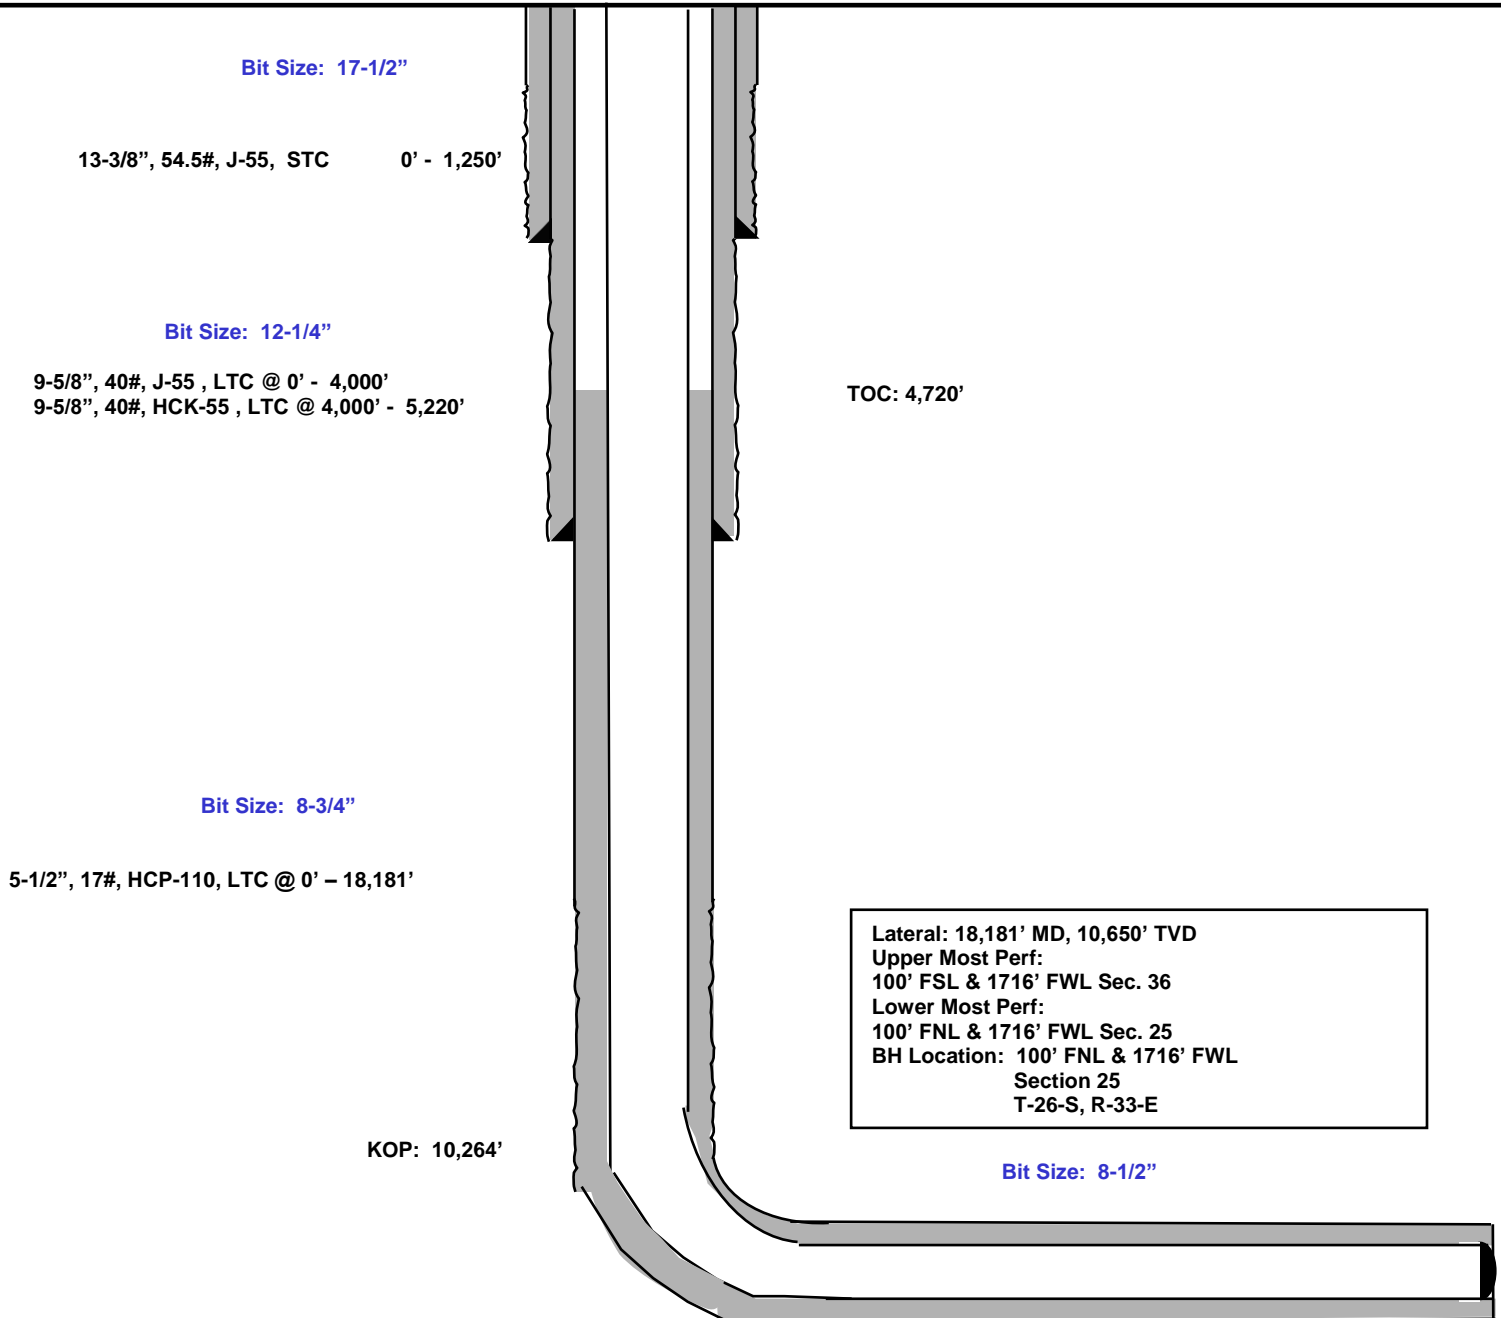 Bit Size: 17-1/2”
13-3/8”, 54.5#, J-55, STC 0’ - 1,250’
Bit Size: 12-1/4”
9-5/8”, 40#, J-55 , LTC @ 0’ - 4,000’
9-5/8”, 40#, HCK-55 , LTC @ 4,000’ - 5,220’
TOC: 4,720’
Bit Size: 8-3/4”
5-1/2”, 17#, HCP-110, LTC @ 0’ – 18,181’
Lateral: 18,181’ MD, 10,650’ TVD
Upper Most Perf:
100’ FSL & 1716’ FWL Sec. 36
Lower Most Perf:
100’ FNL & 1716’ FWL Sec. 25
BH Location: 100’ FNL & 1716’ FWL
Section 25
T-26-S, R-33-E
KOP: 10,264’
Bit Size: 8-1/2”